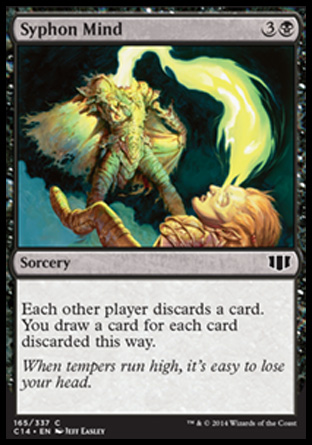 Syphon Mind 3
Sorcery
Each other player discards a card.
You draw a card for each card
discarded this way.
When tempers run high, it's easy to lose
your head.
165/337 C
C14 • EN Jeff Easley ™ & © 2014 Wizards of the Coast